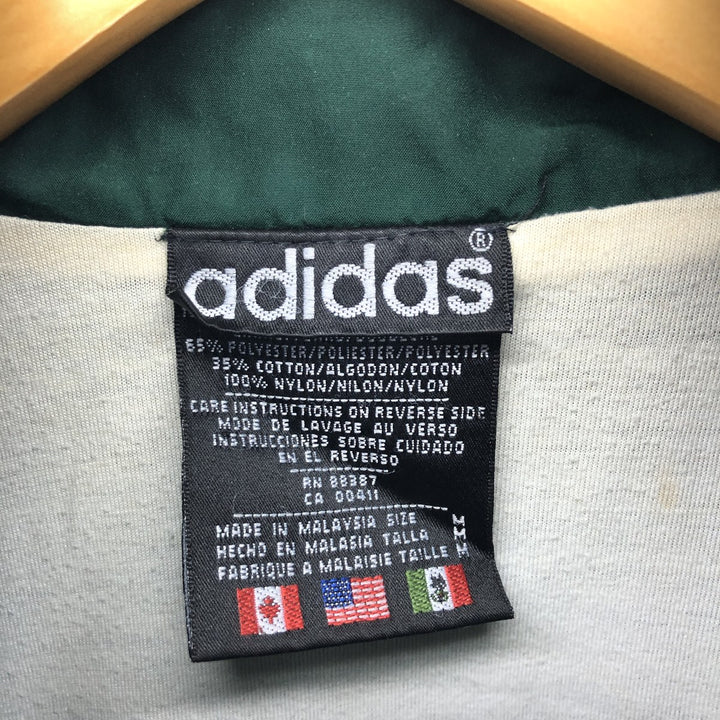 adidas®
65% POLYESTER/POLIESTER/POLYESTER
35% COTTON/ALGODON/COTON
100% NYLON/NILON/NYLON
CARE INSTRUCTIONS ON REVERSE SIDE
MODE DE LAVAGE AU VERSO
INSTRUCCIONES SOBRE CUIDADO
EN EL REVERSO
RN 88387
CA 00411
MADE IN MALAYSIA SIZE M
HECHO EN MALASIA TALLA M
FABRIQUE A MALAISIE TAILLE M